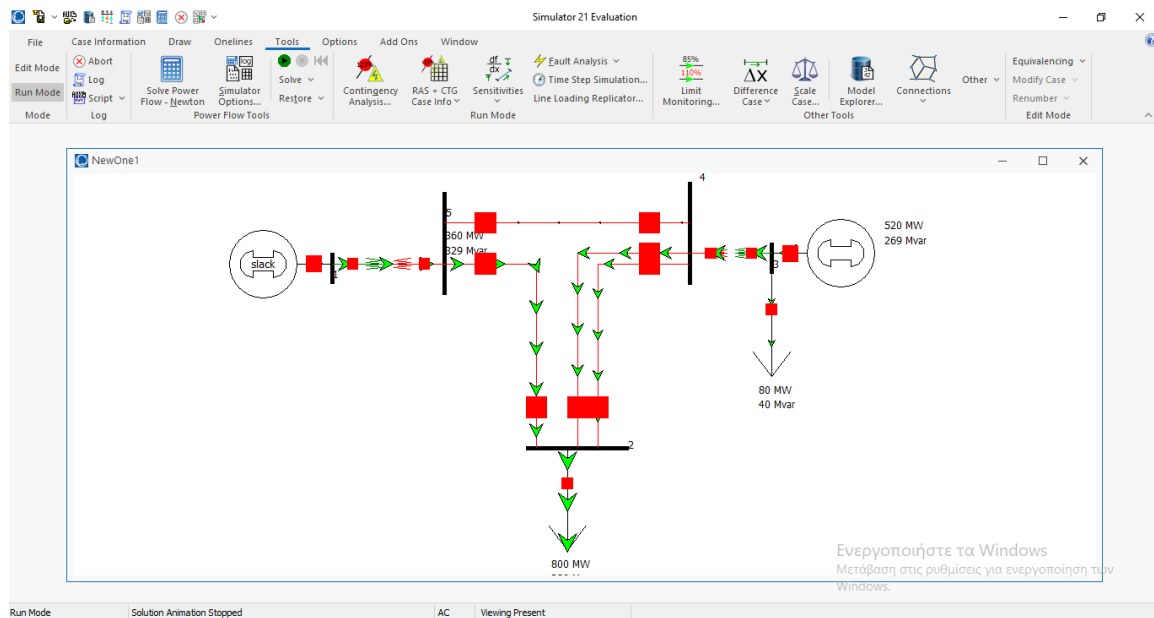 Simulator 21 Evaluation
File Case Information Draw Onelines Tools Options Add Ons Window
Edit Mode
Run Mode
Mode
Abort
Log
Script
Log
Solve Power
Flow - Newton
Simulator
Options...
Solve
Restore
Power Flow Tools
Contingency
Analysis...
RAS + CTG
Case Info
Sensitivities
Fault Analysis
Time Step Simulation...
Line Loading Replicator...
Run Mode
85%
110%
Limit
Monitoring...
Difference
Case
Scale
Case...
Model
Explorer...
Connections
Other
Other Tools
Equivalencing
Modify Case
Renumber
Edit Mode
NewOne1
4
5
360 MW
329 Mvar
520 MW
269 Mvar
slack
1
3
80 MW
40 Mvar
2
800 MW
Ενεργοποιήστε τα Windows
Μετάβαση στις ρυθμίσεις για ενεργοποίηση των
Windows.
Run Mode Solution Animation Stopped AC Viewing Present